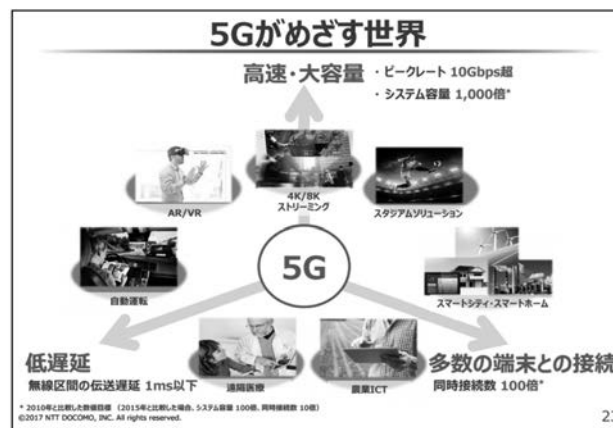 5Gがめざす世界
高速・大容量
・ピークレート 10Gbps超
・システム容量 1,000倍*
AR/VR
4K/8K
ストリーミング
スタジアムソリューション
自動運転
5G
スマートシティ・スマートホーム
低遅延
無線区間の伝送遅延 1ms以下
遠隔医療
農業ICT
多数の端末との接続
同時接続数 100倍*
* 2010年と比較した数値目標 （2015年と比較した場合、システム容量 100倍、同時接続数 10倍）
©2017 NTT DOCOMO, INC. All rights reserved.